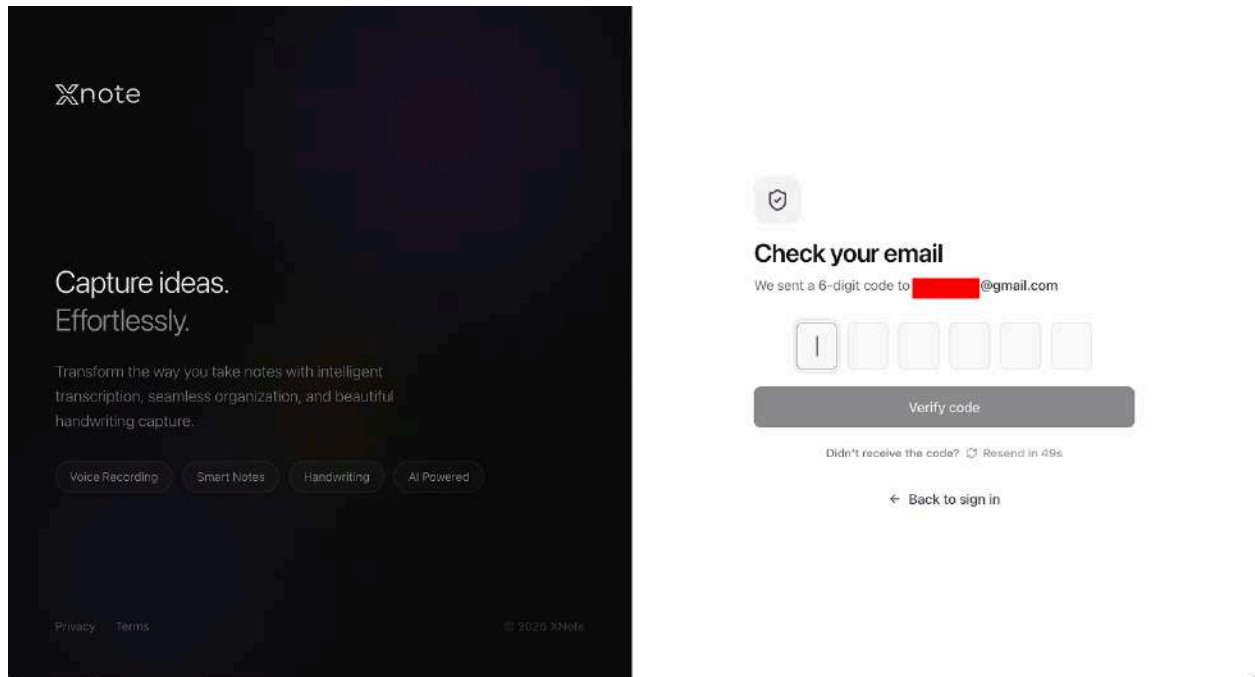 Xnote
Capture ideas.
Effortlessly.
Transform the way you take notes with intelligent
transcription, seamless organization, and beautiful
handwriting capture.
Voice Recording Smart Notes Handwriting AI Powered
Privacy Terms © 2026 XNote
Check your email
We sent a 6-digit code to @gmail.com
Verify code
Didn't receive the code? Resend in 49s
← Back to sign in